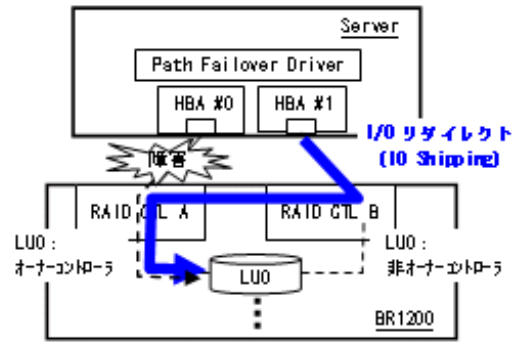 Server
Path Failover Driver
HBA #0
HBA #1
I/O リダイレクト
(IO Shipping)
障害
RAID CTL A
RAID CTL B
LU0：
オーナーコントローラ
LU0：
非オーナーコントローラ
LU0
BR1200